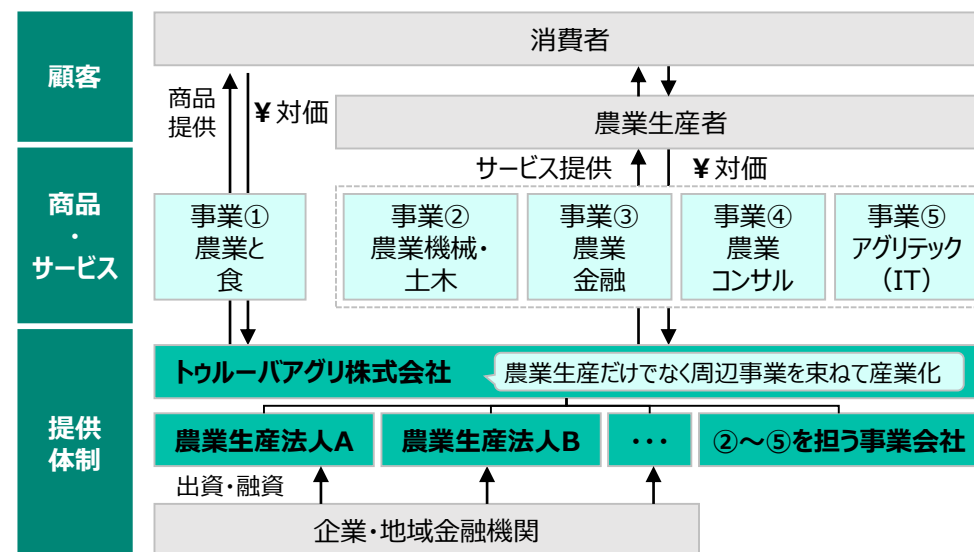 顧客
消費者
商品
提供
¥対価
農業生産者
サービス提供
¥対価
商品
・
サービス
事業①
農業と
食
事業②
農業機械・
土木
事業③
農業
金融
事業④
農業
コンサル
事業⑤
アグリテック
（IT）
提供
体制
トゥルーバアグリ株式会社
農業生産だけでなく周辺事業を束ねて産業化
農業生産法人A
農業生産法人B
・・・
②～⑤を担う事業会社
出資・融資
企業・地域金融機関